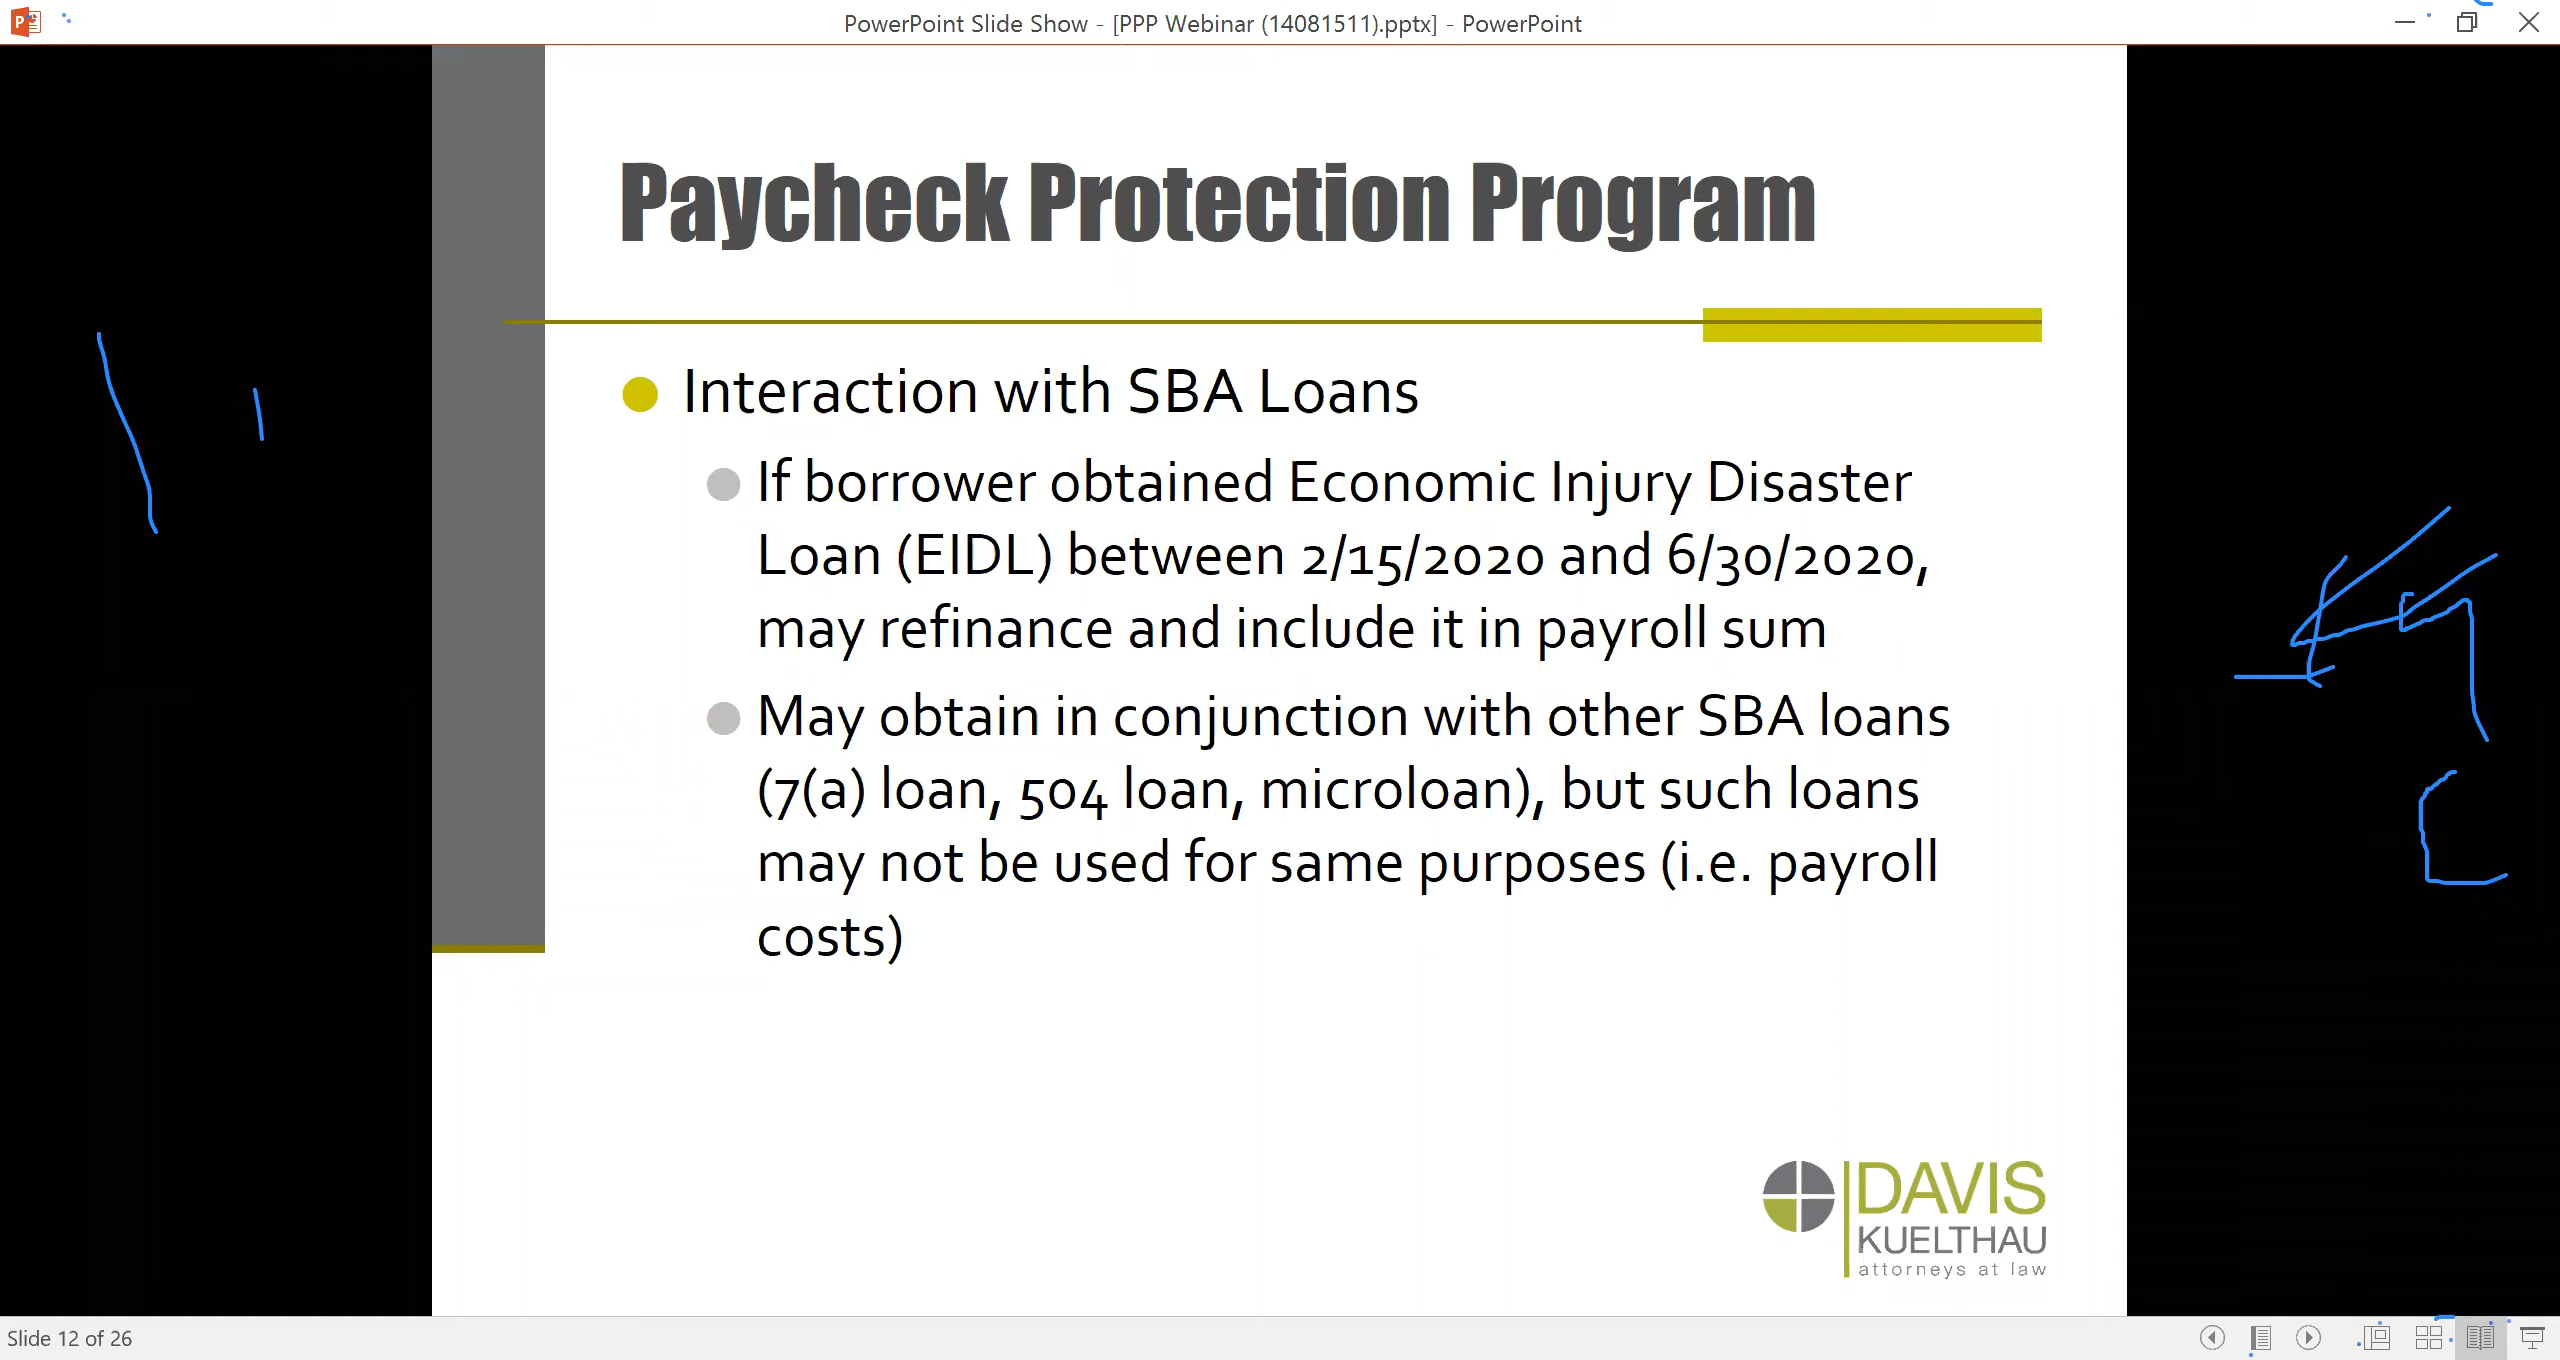 PowerPoint Slide Show - [PPP Webinar (14081511).pptx] - PowerPoint
Paycheck Protection Program
Interaction with SBA Loans
If borrower obtained Economic Injury Disaster
Loan (EIDL) between 2/15/2020 and 6/30/2020,
may refinance and include it in payroll sum
May obtain in conjunction with other SBA loans
(7(a) loan, 504 loan, microloan), but such loans
may not be used for same purposes (i.e. payroll
costs)
DAVIS
KUELTHAU
attorneys at law
Slide 12 of 26